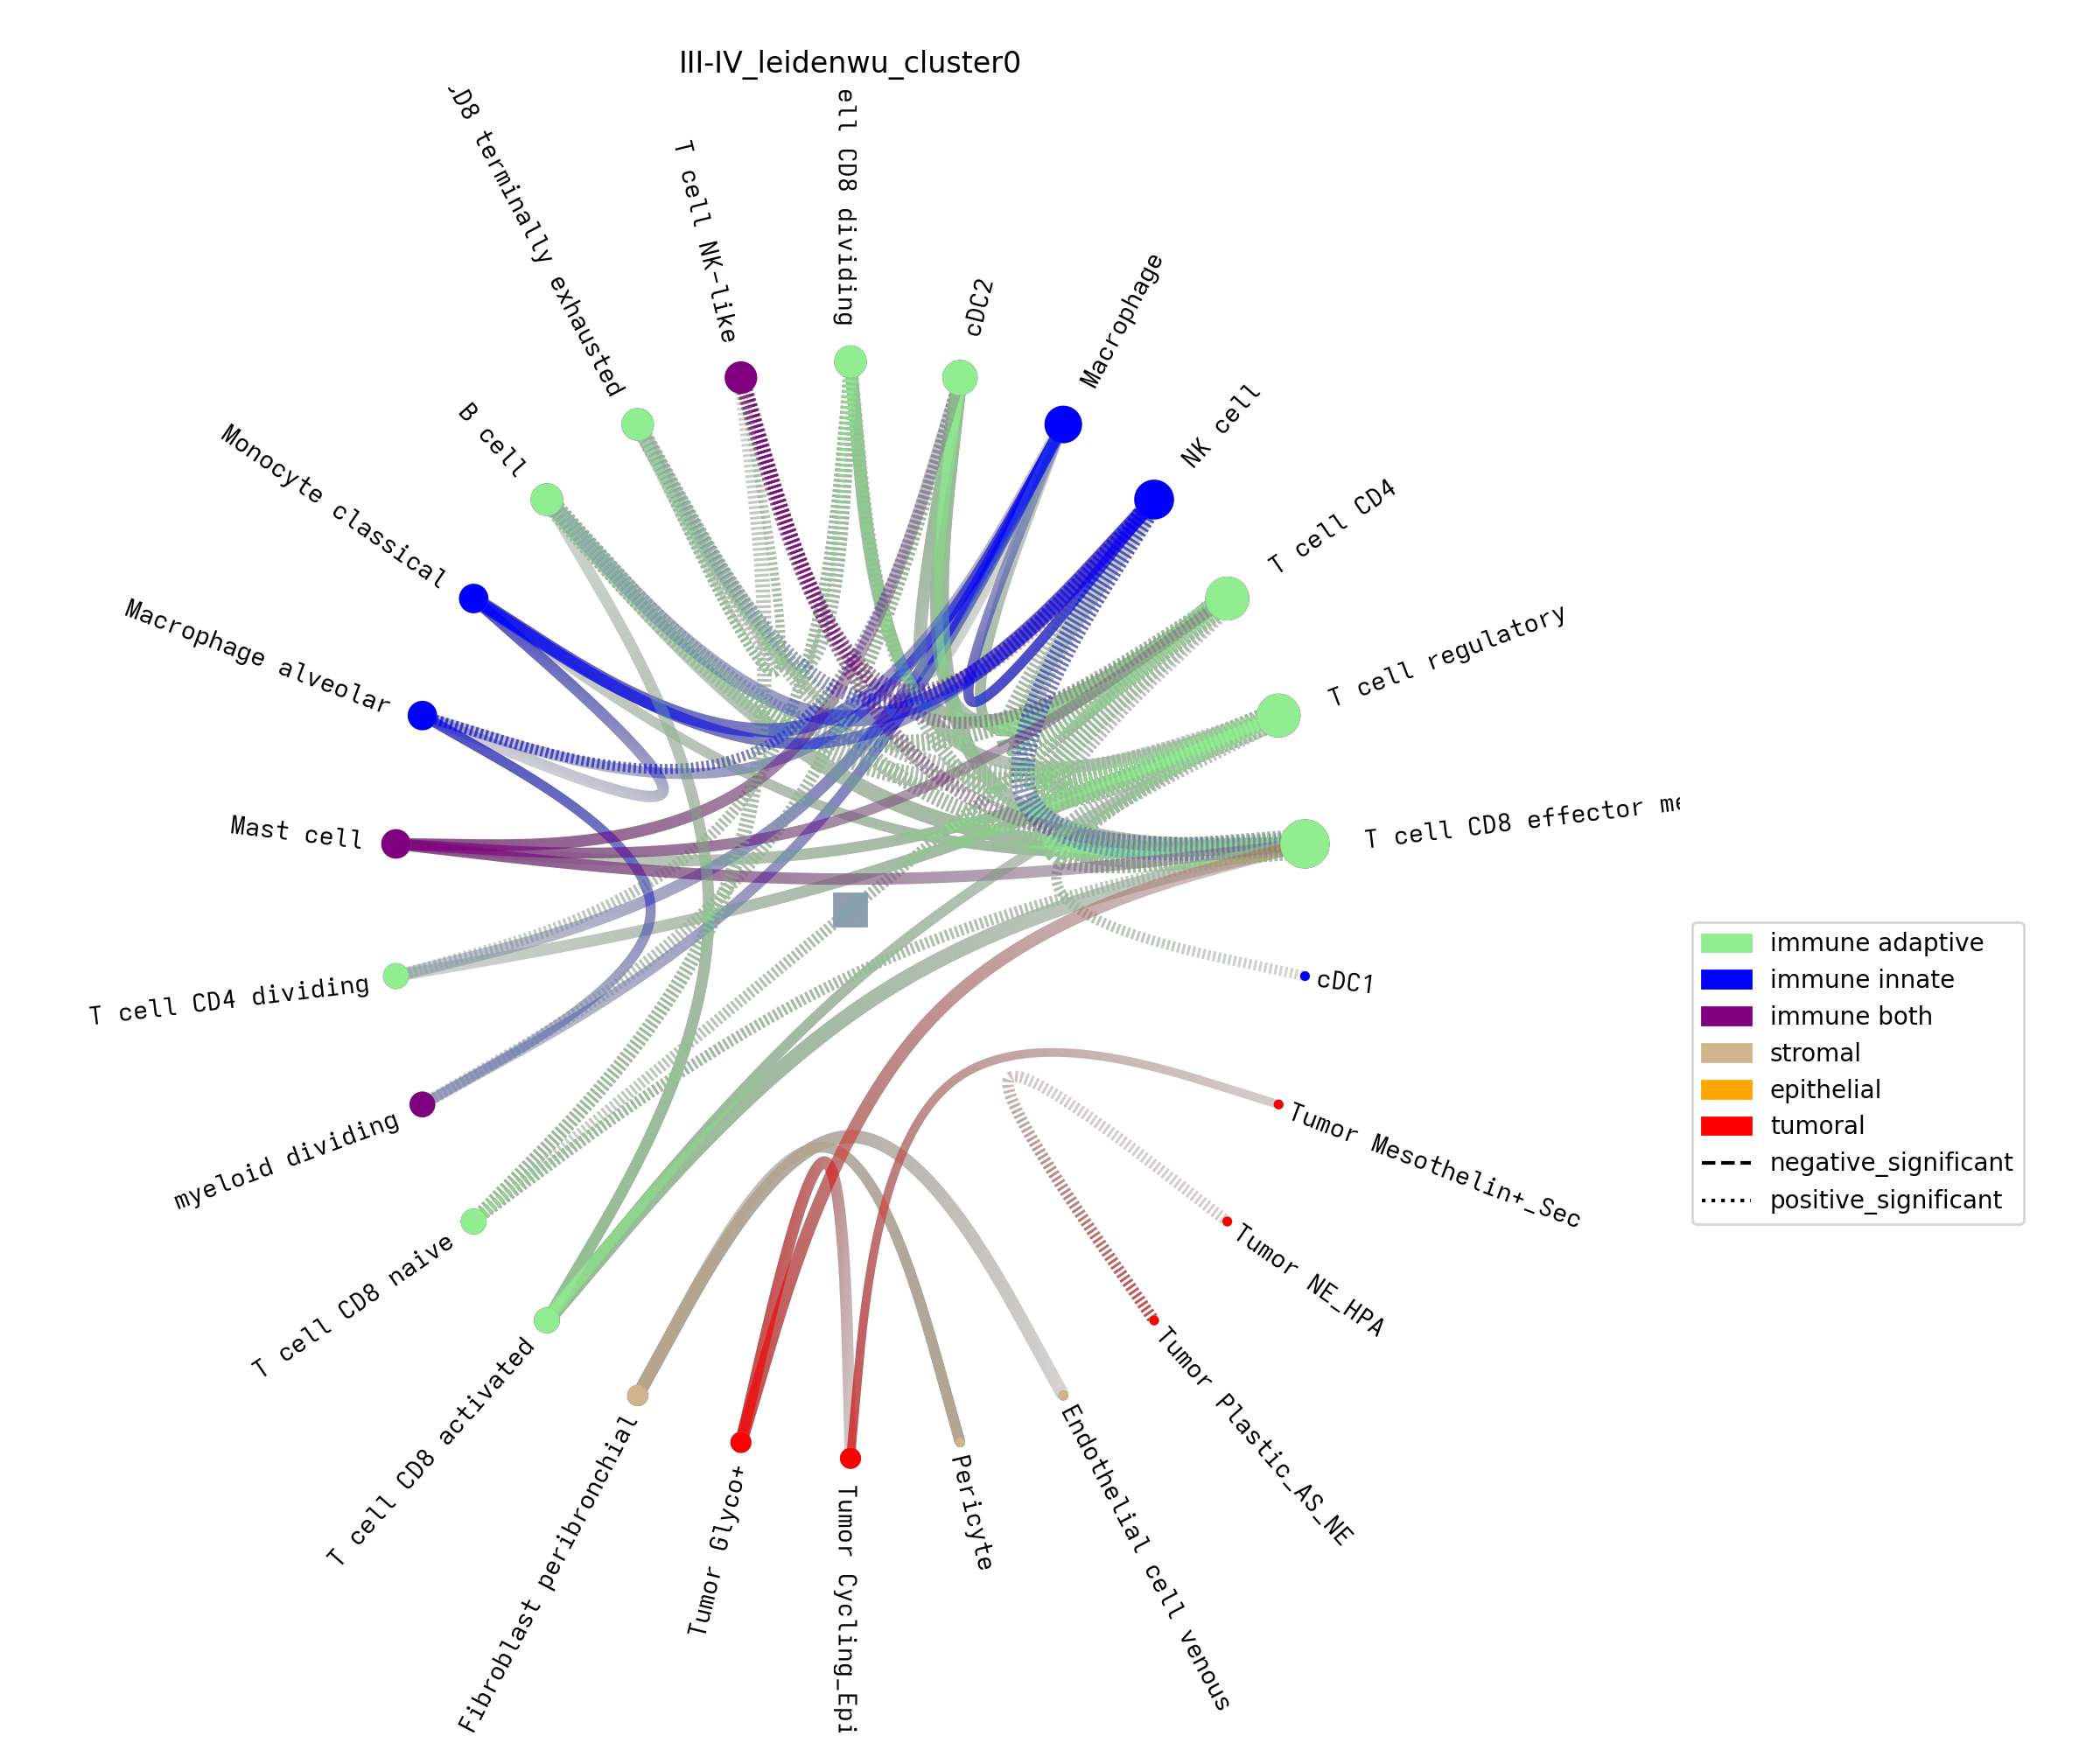 III-IV_leidenwu_cluster0
CD8 terminally exhausted
T cell NK-like
ell CD8 dividing
cDC2
Macrophage
NK cell
T cell CD4
T cell regulatory
T cell CD8 effector me
cDC1
Tumor Mesothelin+_Sec
Tumor NE_HPA
Tumor Plastic_AS_NE
Endothelial cell venous
Pericyte
Tumor Cycling_Epi
Tumor Glyco+
Fibroblast peribronchial
T cell CD8 activated
T cell CD8 naive
myeloid dividing
T cell CD4 dividing
Mast cell
Macrophage alveolar
Monocyte classical
B cell
immune adaptive
immune innate
immune both
stromal
epithelial
tumoral
negative_significant
positive_significant